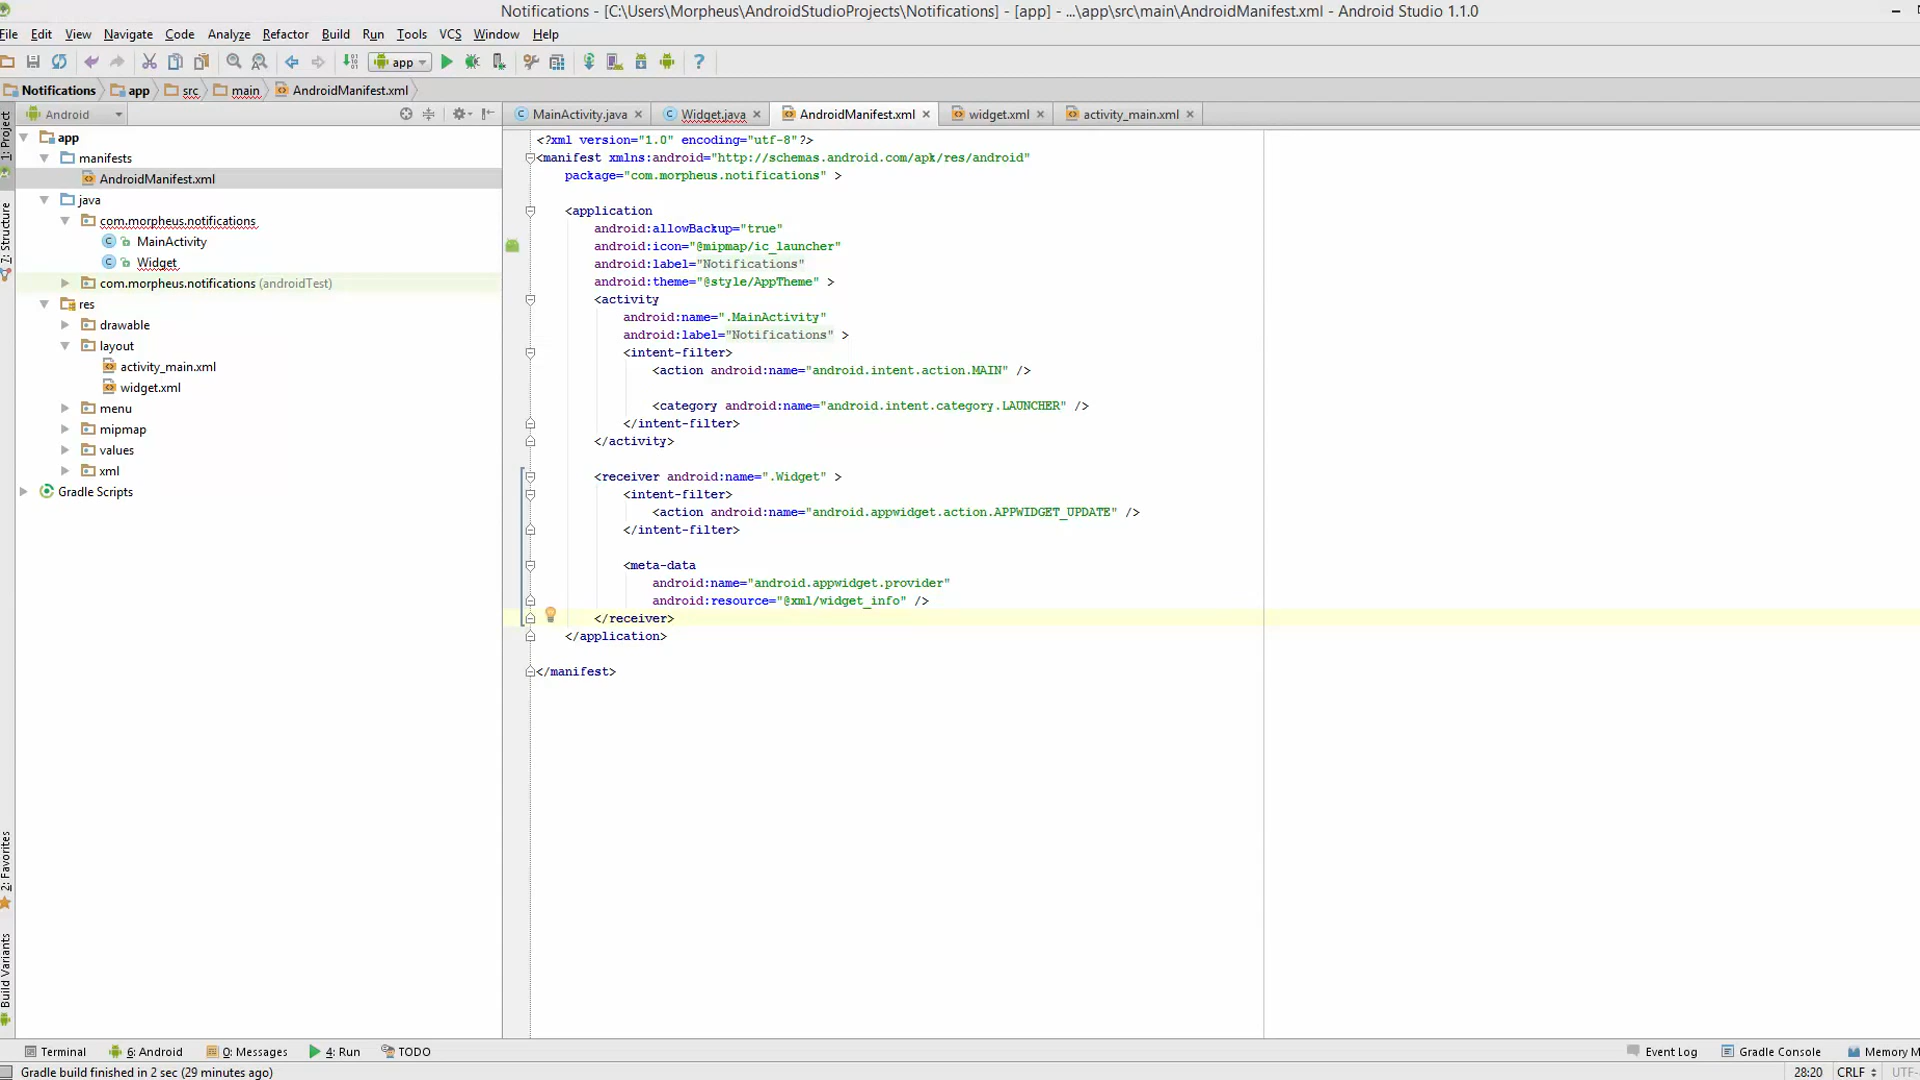 Notifications - [C:\Users\Morpheus\AndroidStudioProjects\Notifications] - [app] - ...\app\src\main\AndroidManifest.xml - Android Studio 1.1.0
File Edit View Navigate Code Analyze Refactor Build Run Tools VCS Window Help
app
Notifications app src main AndroidManifest.xml
Android
MainActivity.java Widget.java AndroidManifest.xml widget.xml activity_main.xml
1: Project
7: Structure
2: Favorites
Build Variants
app
manifests
AndroidManifest.xml
java
com.morpheus.notifications
MainActivity
Widget
com.morpheus.notifications (androidTest)
res
drawable
layout
activity_main.xml
widget.xml
menu
mipmap
values
xml
Gradle Scripts
<?xml version="1.0" encoding="utf-8"?>
<manifest xmlns:android="http://schemas.android.com/apk/res/android"
package="com.morpheus.notifications" >
<application
android:allowBackup="true"
android:icon="@mipmap/ic_launcher"
android:label="Notifications"
android:theme="@style/AppTheme" >
<activity
android:name=".MainActivity"
android:label="Notifications" >
<intent-filter>
<action android:name="android.intent.action.MAIN" />
<category android:name="android.intent.category.LAUNCHER" />
</intent-filter>
</activity>
<receiver android:name=".Widget" >
<intent-filter>
<action android:name="android.appwidget.action.APPWIDGET_UPDATE" />
</intent-filter>
<meta-data
android:name="android.appwidget.provider"
android:resource="@xml/widget_info" />
</receiver>
</application>
</manifest>
Terminal 6: Android 0: Messages 4: Run TODO Event Log Gradle Console Memory M
Gradle build finished in 2 sec (29 minutes ago) 28:20 CRLF UTF-